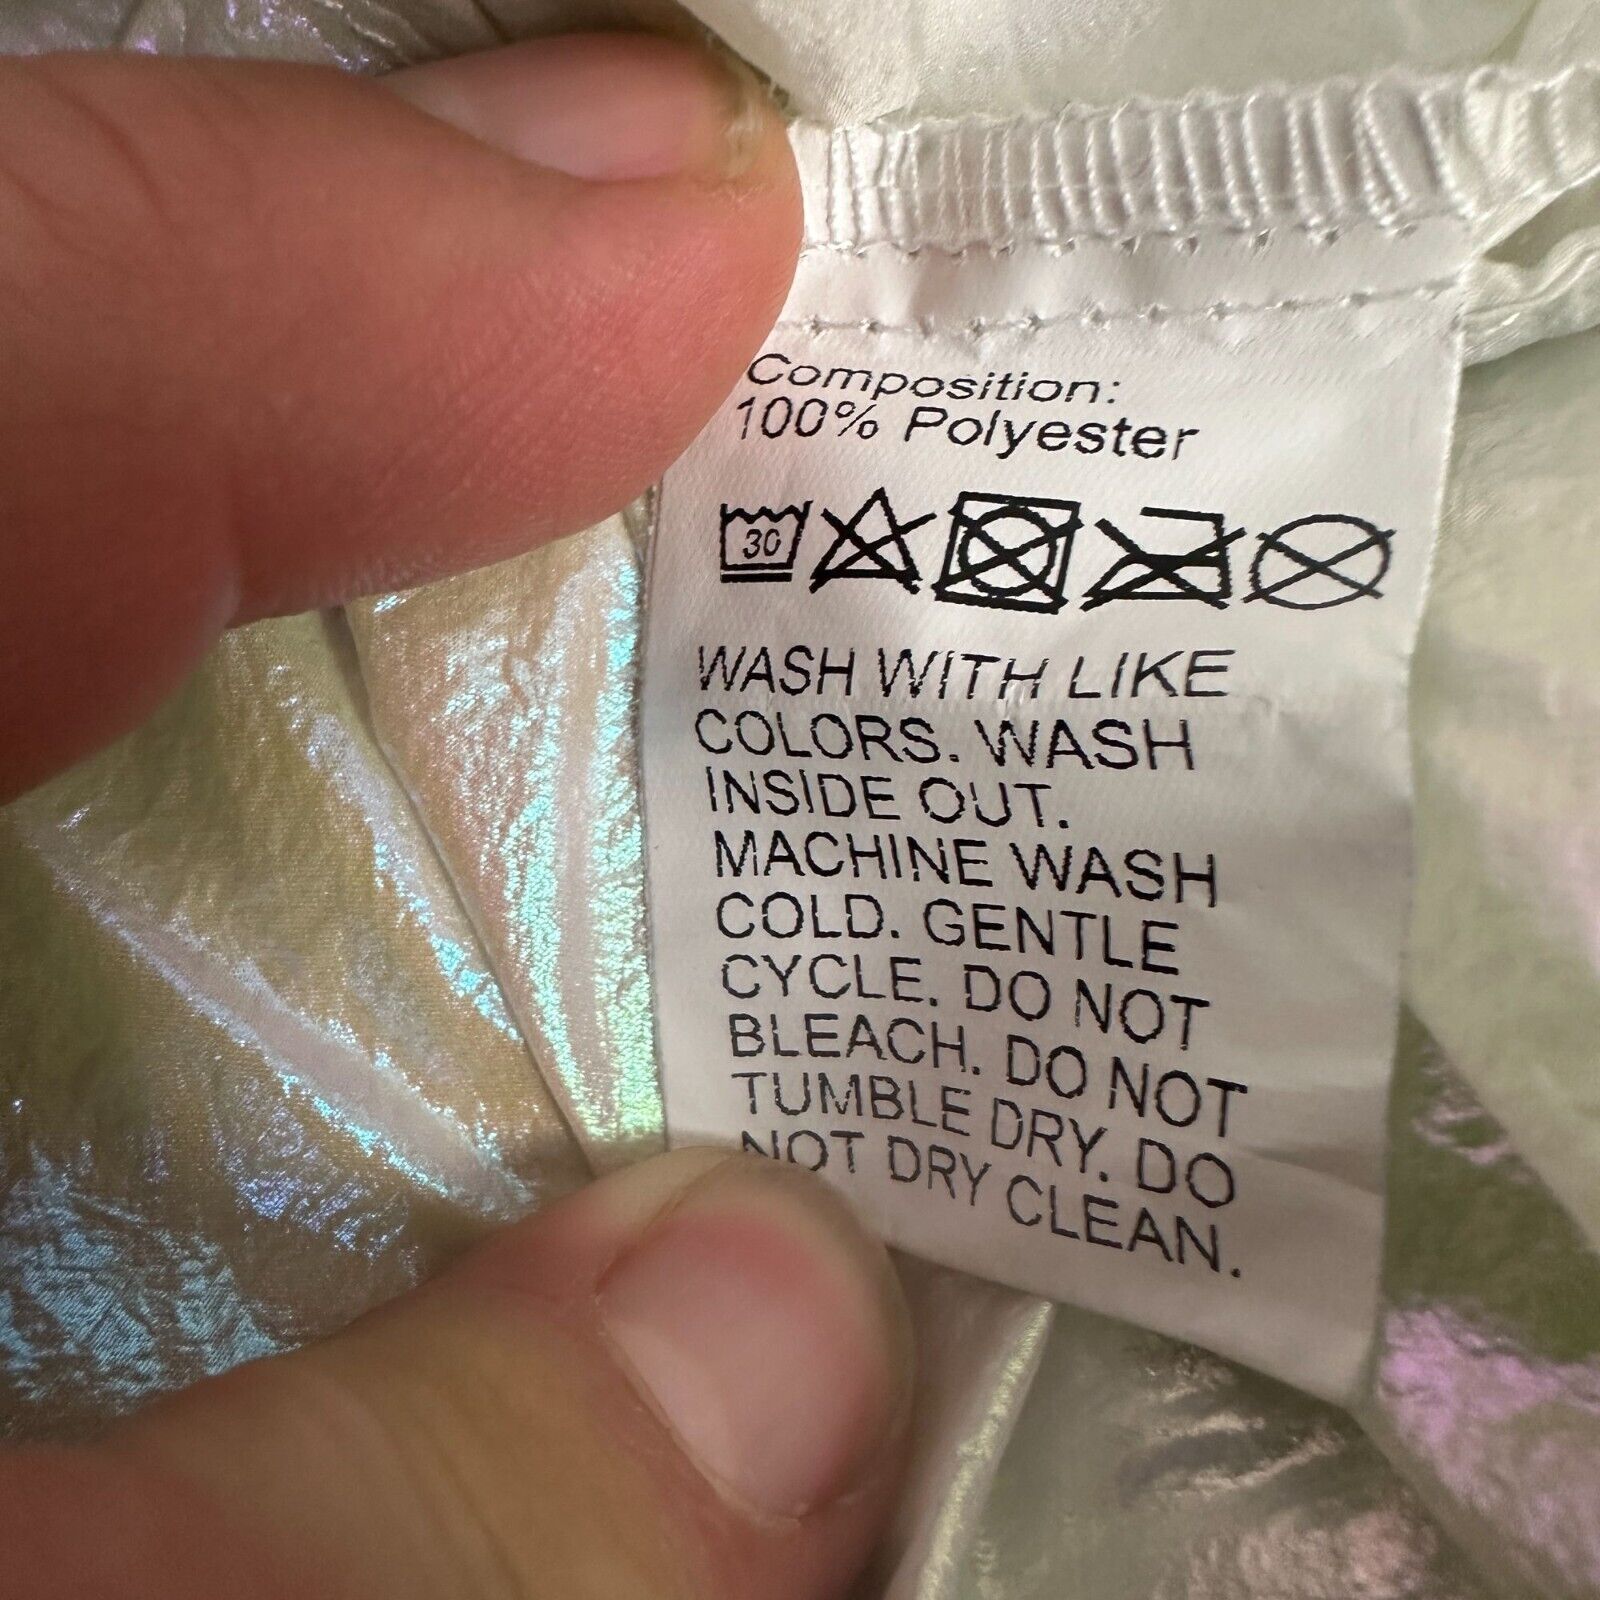 Composition:
100% Polyester
30
WASH WITH LIKE
COLORS. WASH
INSIDE OUT.
MACHINE WASH
COLD. GENTLE
CYCLE. DO NOT
BLEACH. DO NOT
TUMBLE DRY. DO
NOT DRY CLEAN.